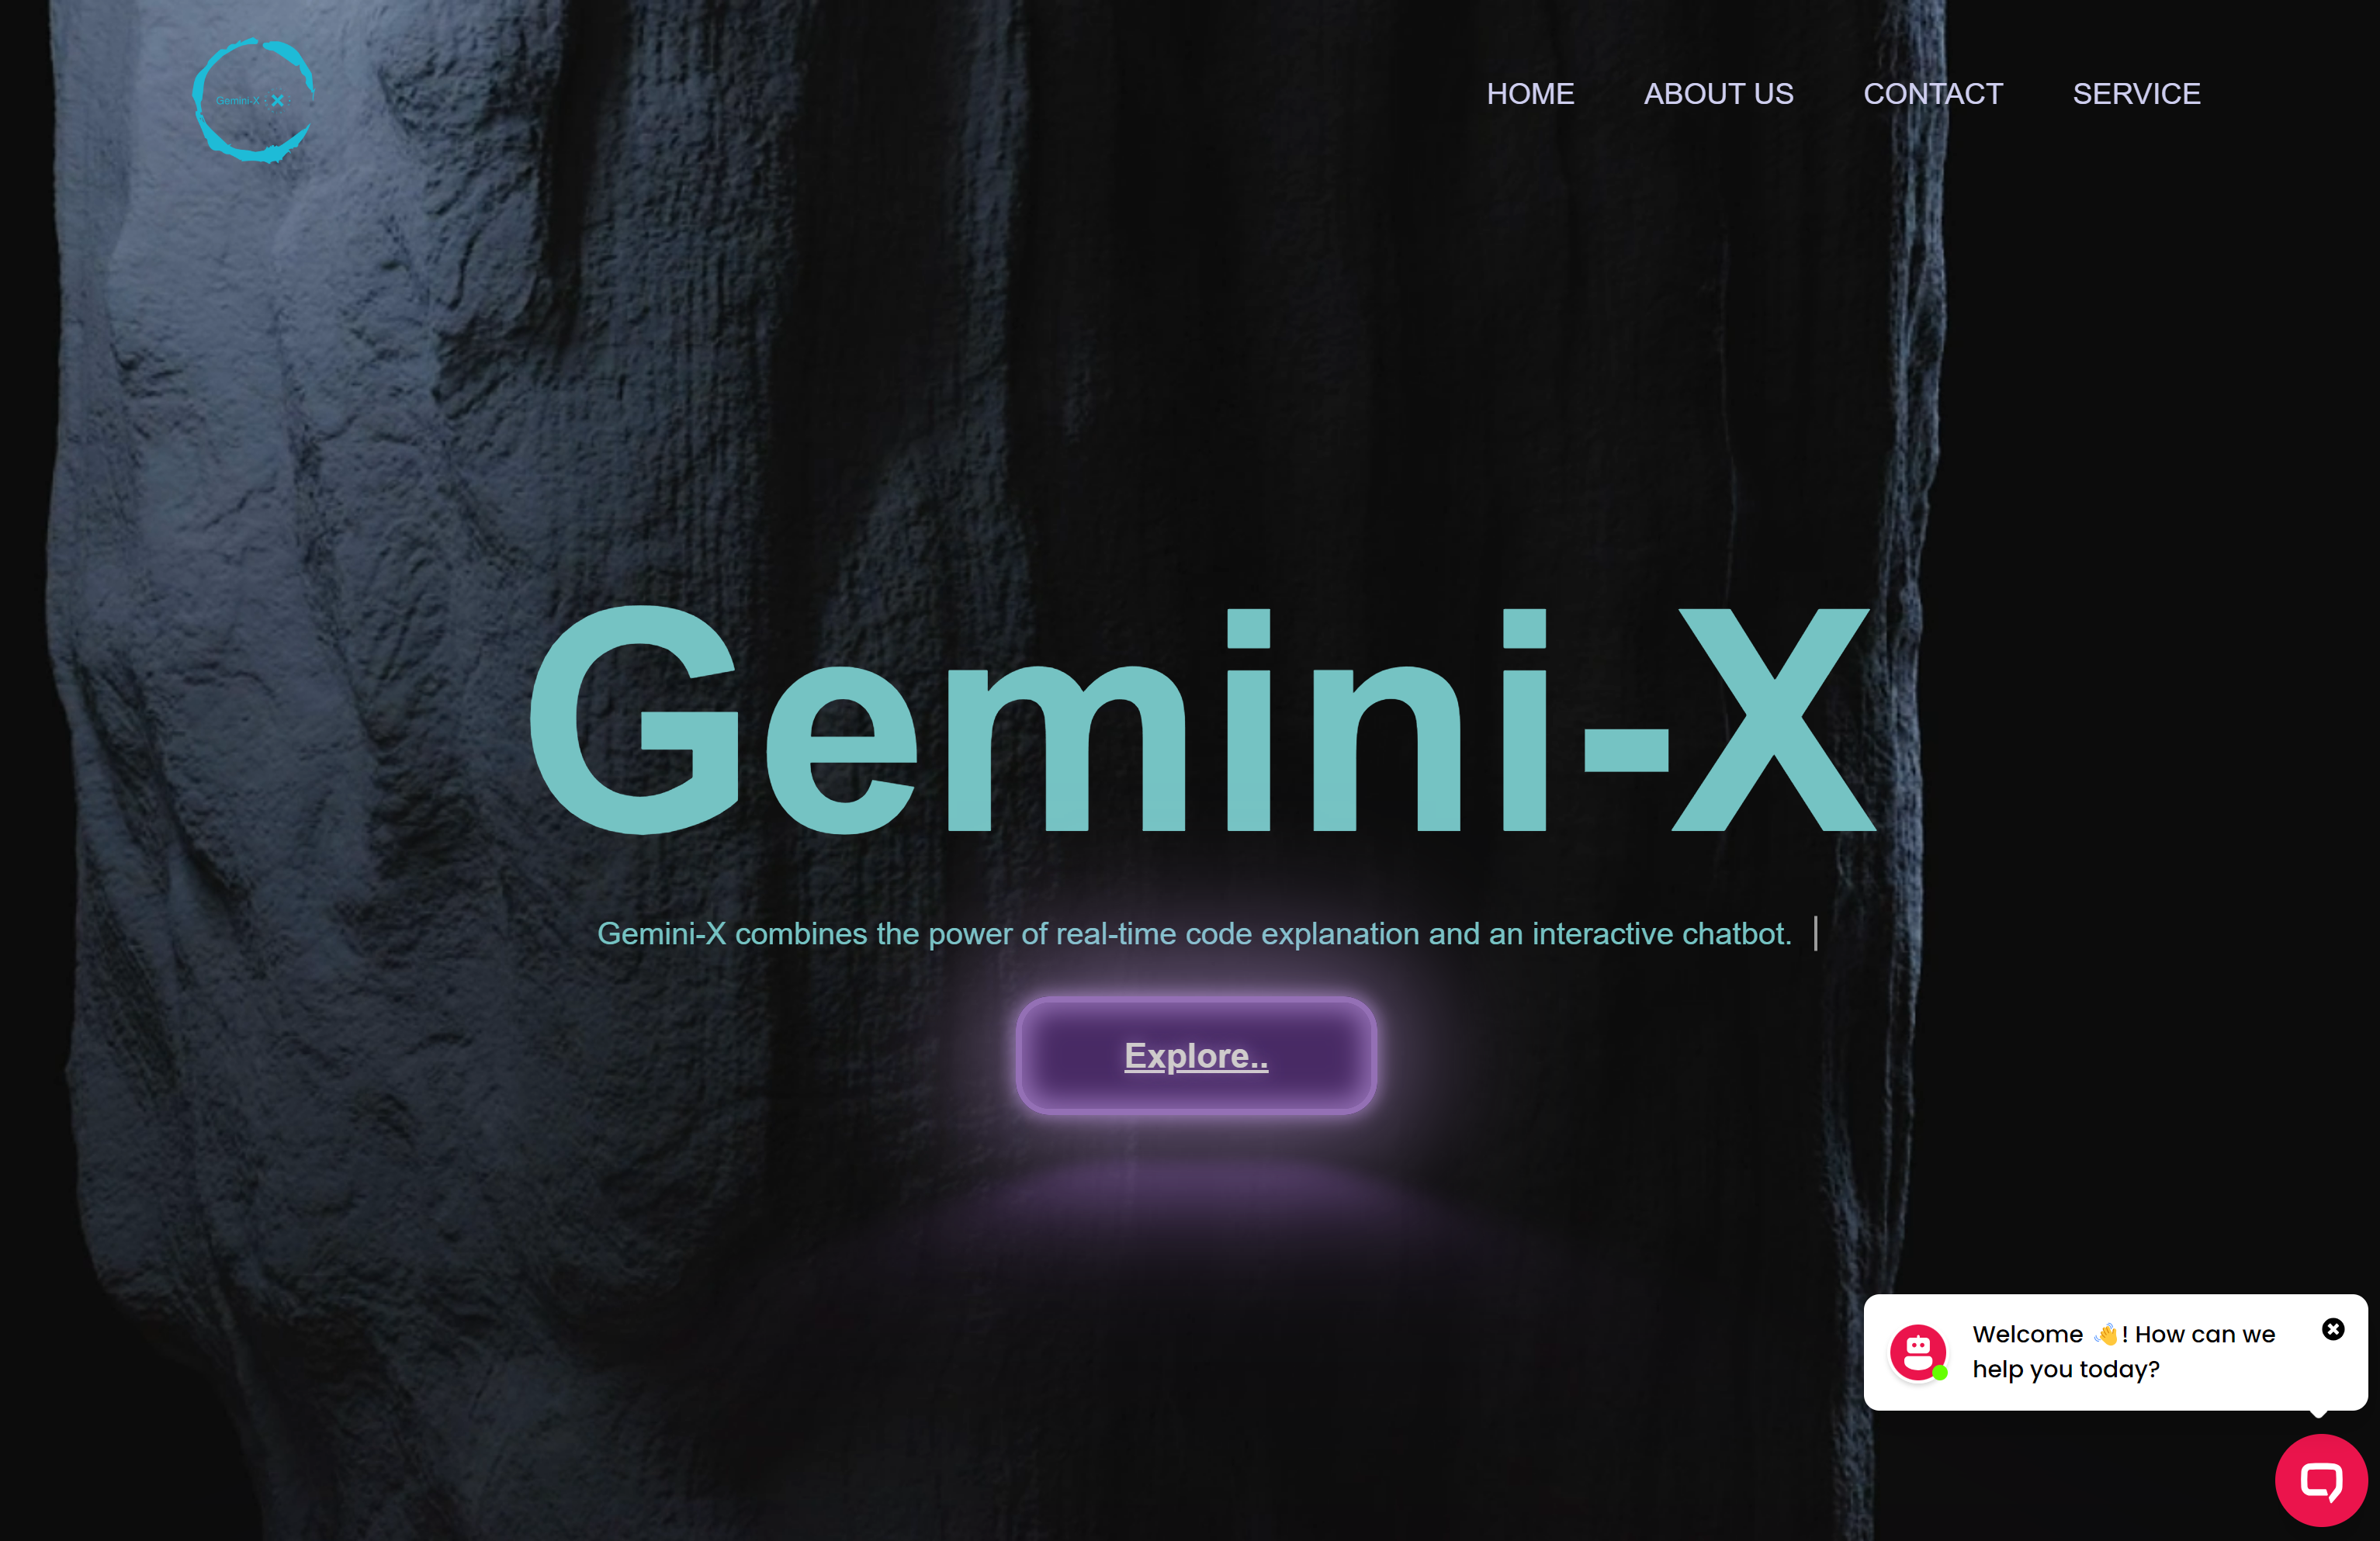 Gemini-X
HOME ABOUT US CONTACT SERVICE
Gemini-X
Gemini-X combines the power of real-time code explanation and an interactive chatbot.
Explore..
Welcome 👋! How can we
help you today?